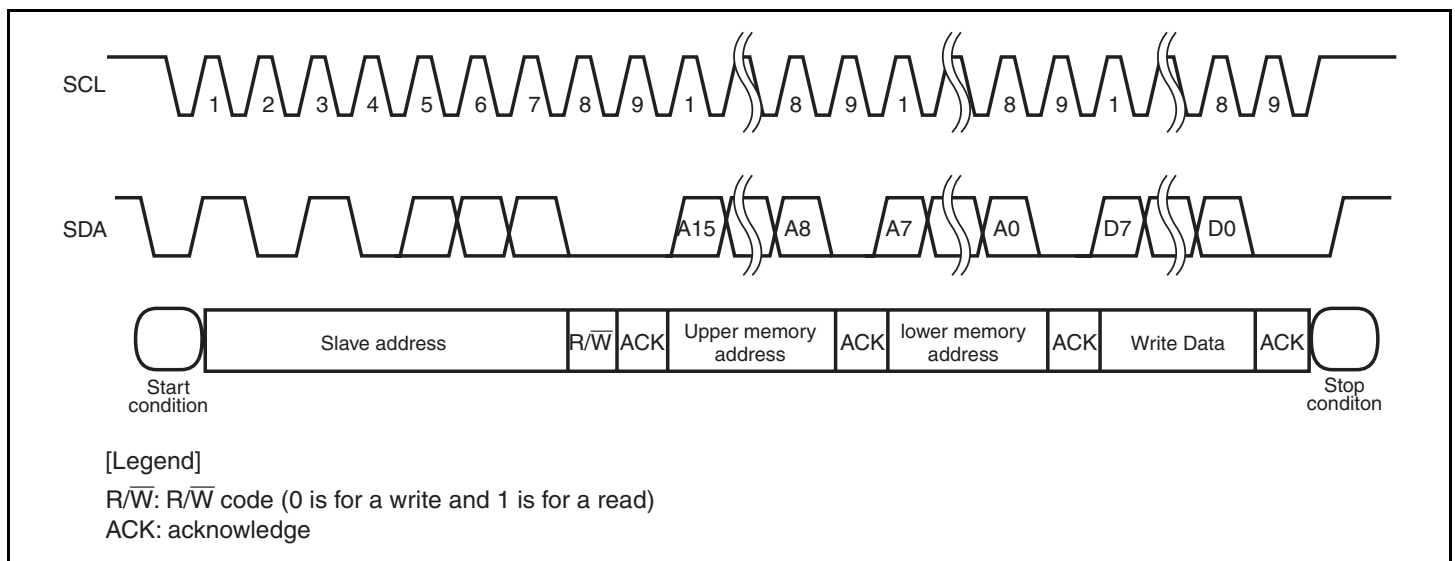 SCL
1 2 3 4 5 6 7 8 9 1 8 9 1 8 9 1 8 9
SDA
A15 A8 A7 A0 D7 D0
Slave address R/W̅ ACK Upper memory address ACK lower memory address ACK Write Data ACK
Start condition
Stop conditon
[Legend]
R/W̅: R/W̅ code (0 is for a write and 1 is for a read)
ACK: acknowledge